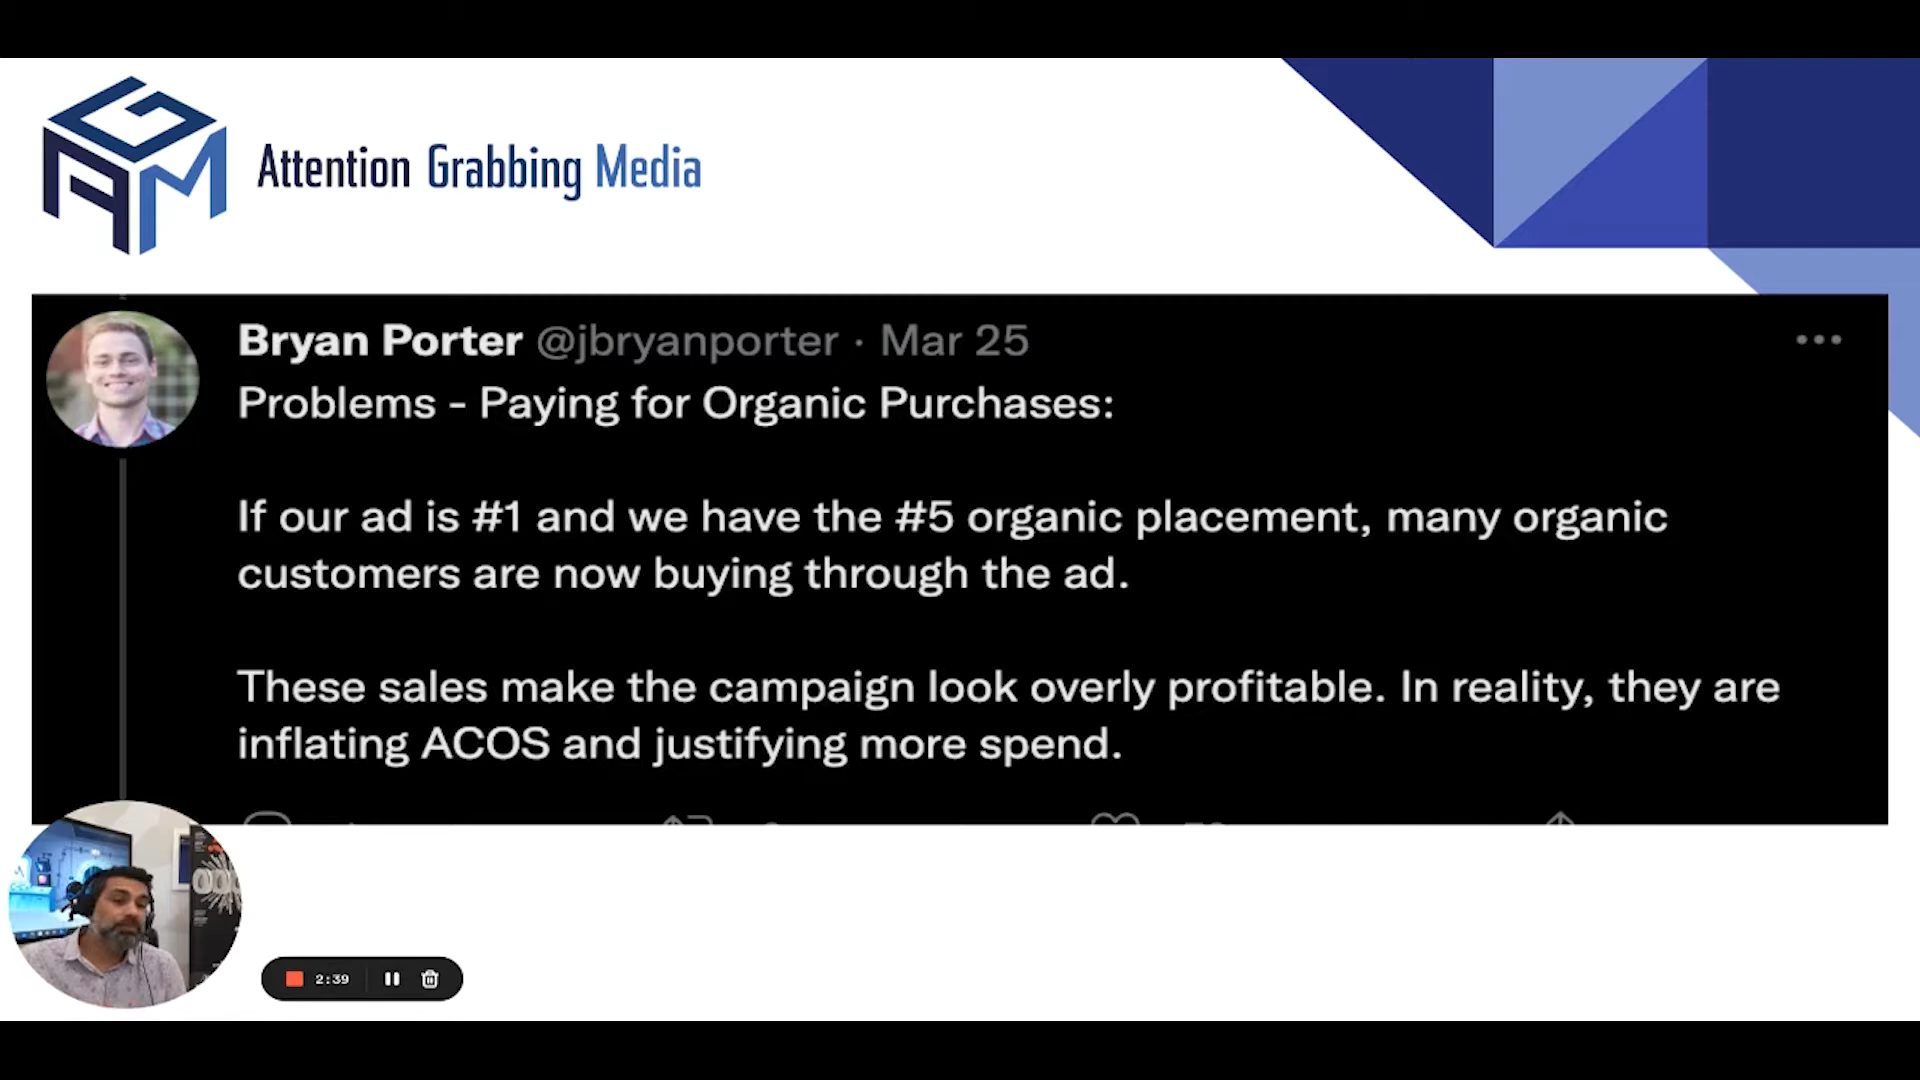 GAM
Attention Grabbing Media
Bryan Porter @jbryanporter · Mar 25
Problems - Paying for Organic Purchases:
If our ad is #1 and we have the #5 organic placement, many organic
customers are now buying through the ad.
These sales make the campaign look overly profitable. In reality, they are
inflating ACOS and justifying more spend.
2:39